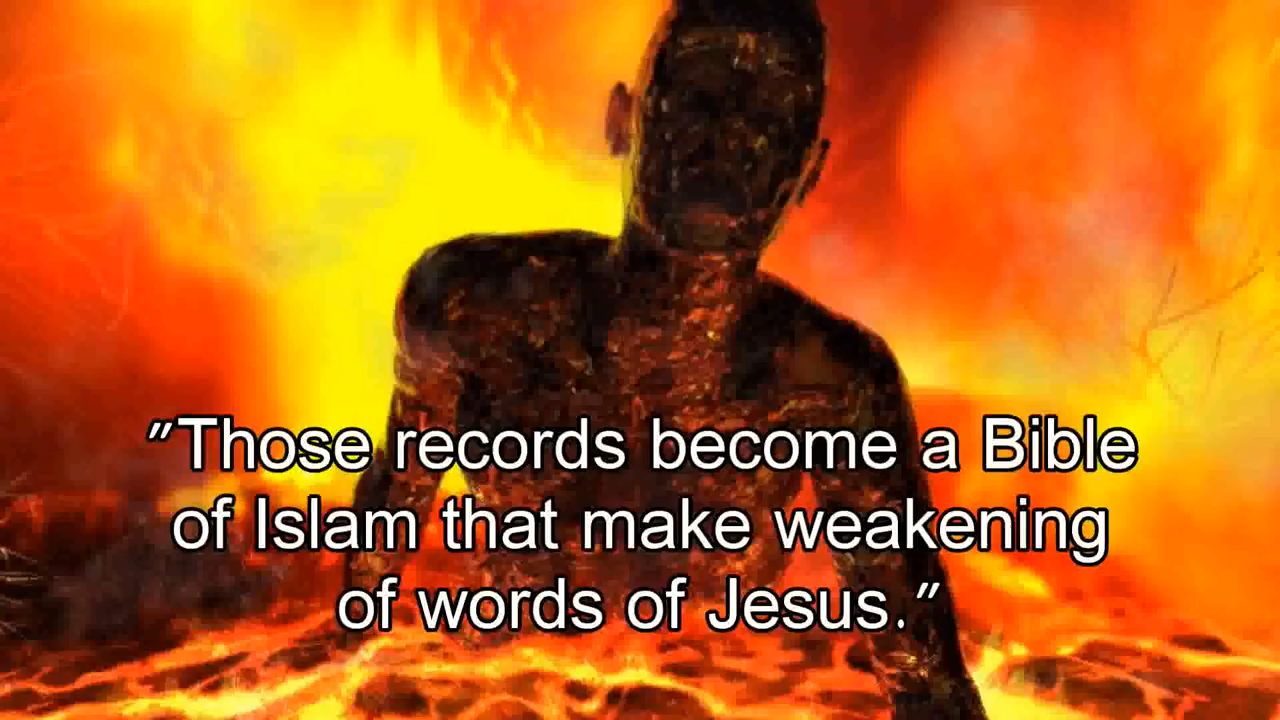 "Those records become a Bible
of Islam that make weakening
of words of Jesus."